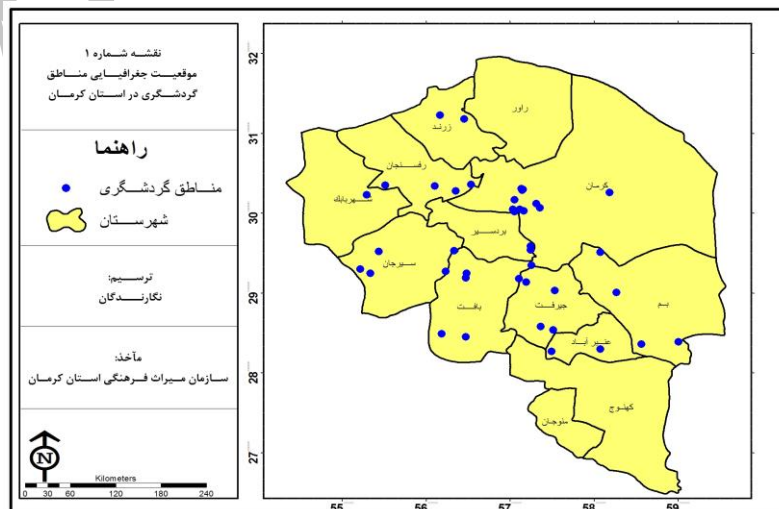 نقشه شماره ۱
موقعیت جغرافیایی مناطق
گردشگری در استان کرمان
راهنما
مناطق گردشگری
شهرستان
ترسیم:
نگارندگان
مآخذ:
سازمان میراث فرهنگی استان کرمان
N
Kilometers
0 30 60 120 180 240
32
31
30
29
28
27
55 56 57 58 59
راور
زرند
رفسنجان
کرمان
شهربابک
بردسیر
سیرجان
بافت
جیرفت
بم
عنبر آباد
کهنوج
منوجان